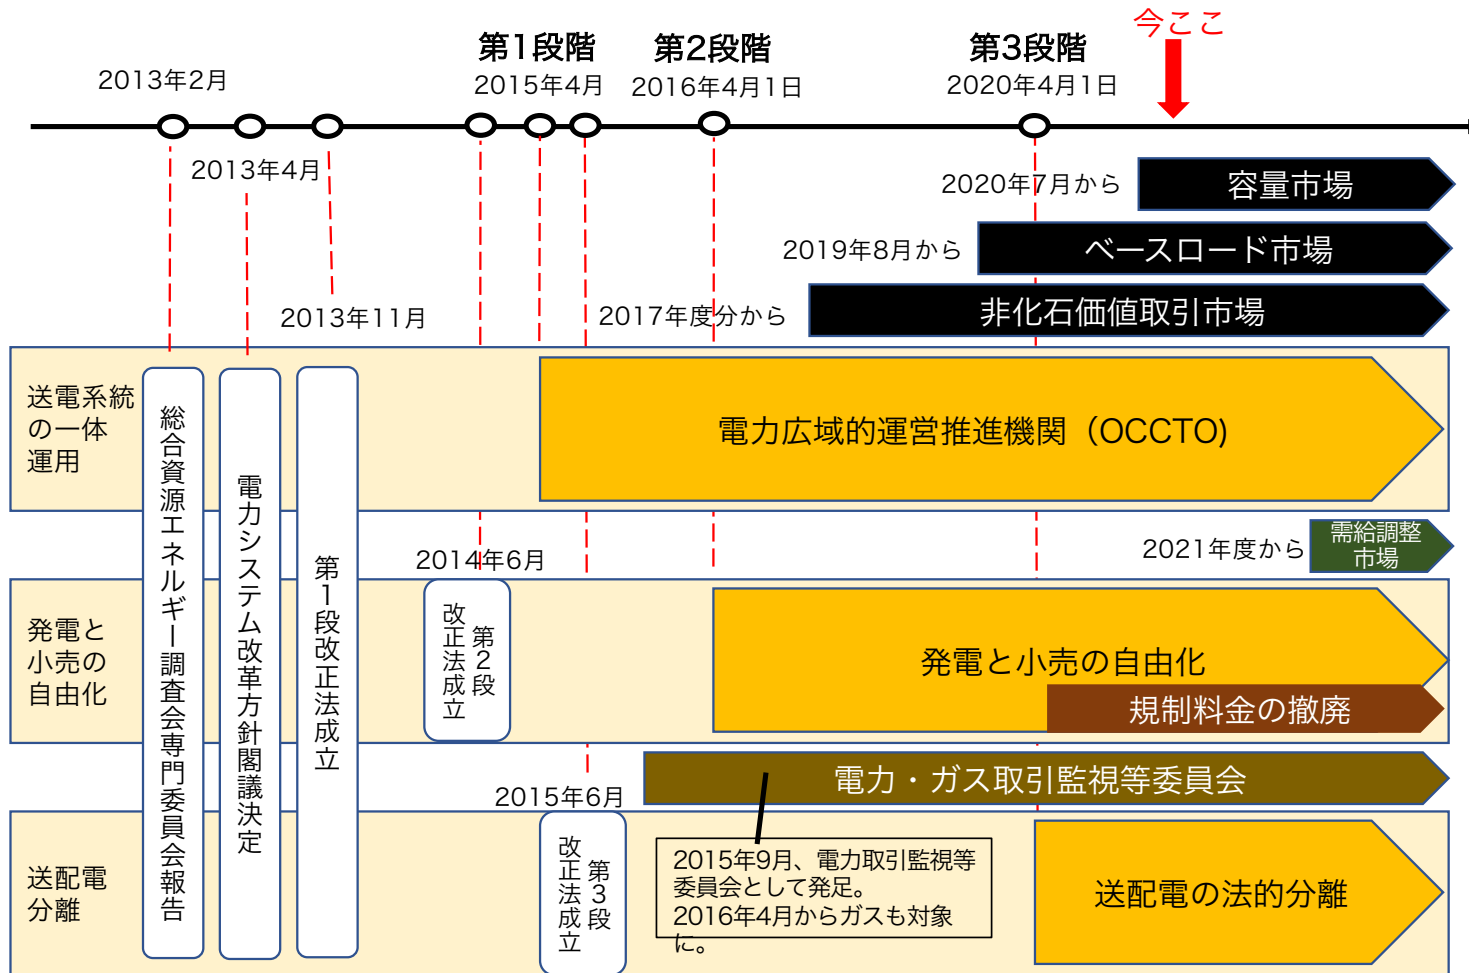 今ここ
第1段階
第2段階
第3段階
2013年2月
2015年4月
2016年4月1日
2020年4月1日
2013年4月
2013年11月
2020年7月から
容量市場
2019年8月から
ベースロード市場
2017年度分から
非化石価値取引市場
送電系統
の一体
運用
総合資源エネルギー調査会専門委員会報告
電力システム改革方針閣議決定
第1段改正法成立
電力広域的運営推進機関（OCCTO)
2021年度から
需給調整
市場
2014年6月
発電と
小売の
自由化
第2段
改正法成立
発電と小売の自由化
規制料金の撤廃
電力・ガス取引監視等委員会
2015年6月
送配電
分離
第3段
改正法成立
2015年9月、電力取引監視等
委員会として発足。
2016年4月からガスも対象
に。
送配電の法的分離